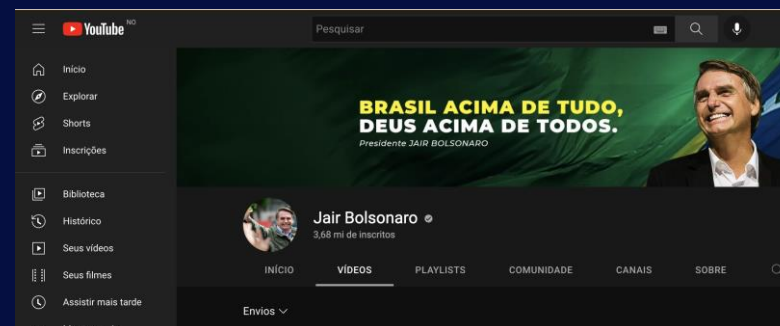 YouTube NO
Pesquisar
Início
Explorar
Shorts
Inscrições
Biblioteca
Histórico
Seus vídeos
Seus filmes
Assistir mais tarde
BRASIL ACIMA DE TUDO,
DEUS ACIMA DE TODOS.
Presidente JAIR BOLSONARO
Jair Bolsonaro
3,68 mi de inscritos
INÍCIO VÍDEOS PLAYLISTS COMUNIDADE CANAIS SOBRE
Envios